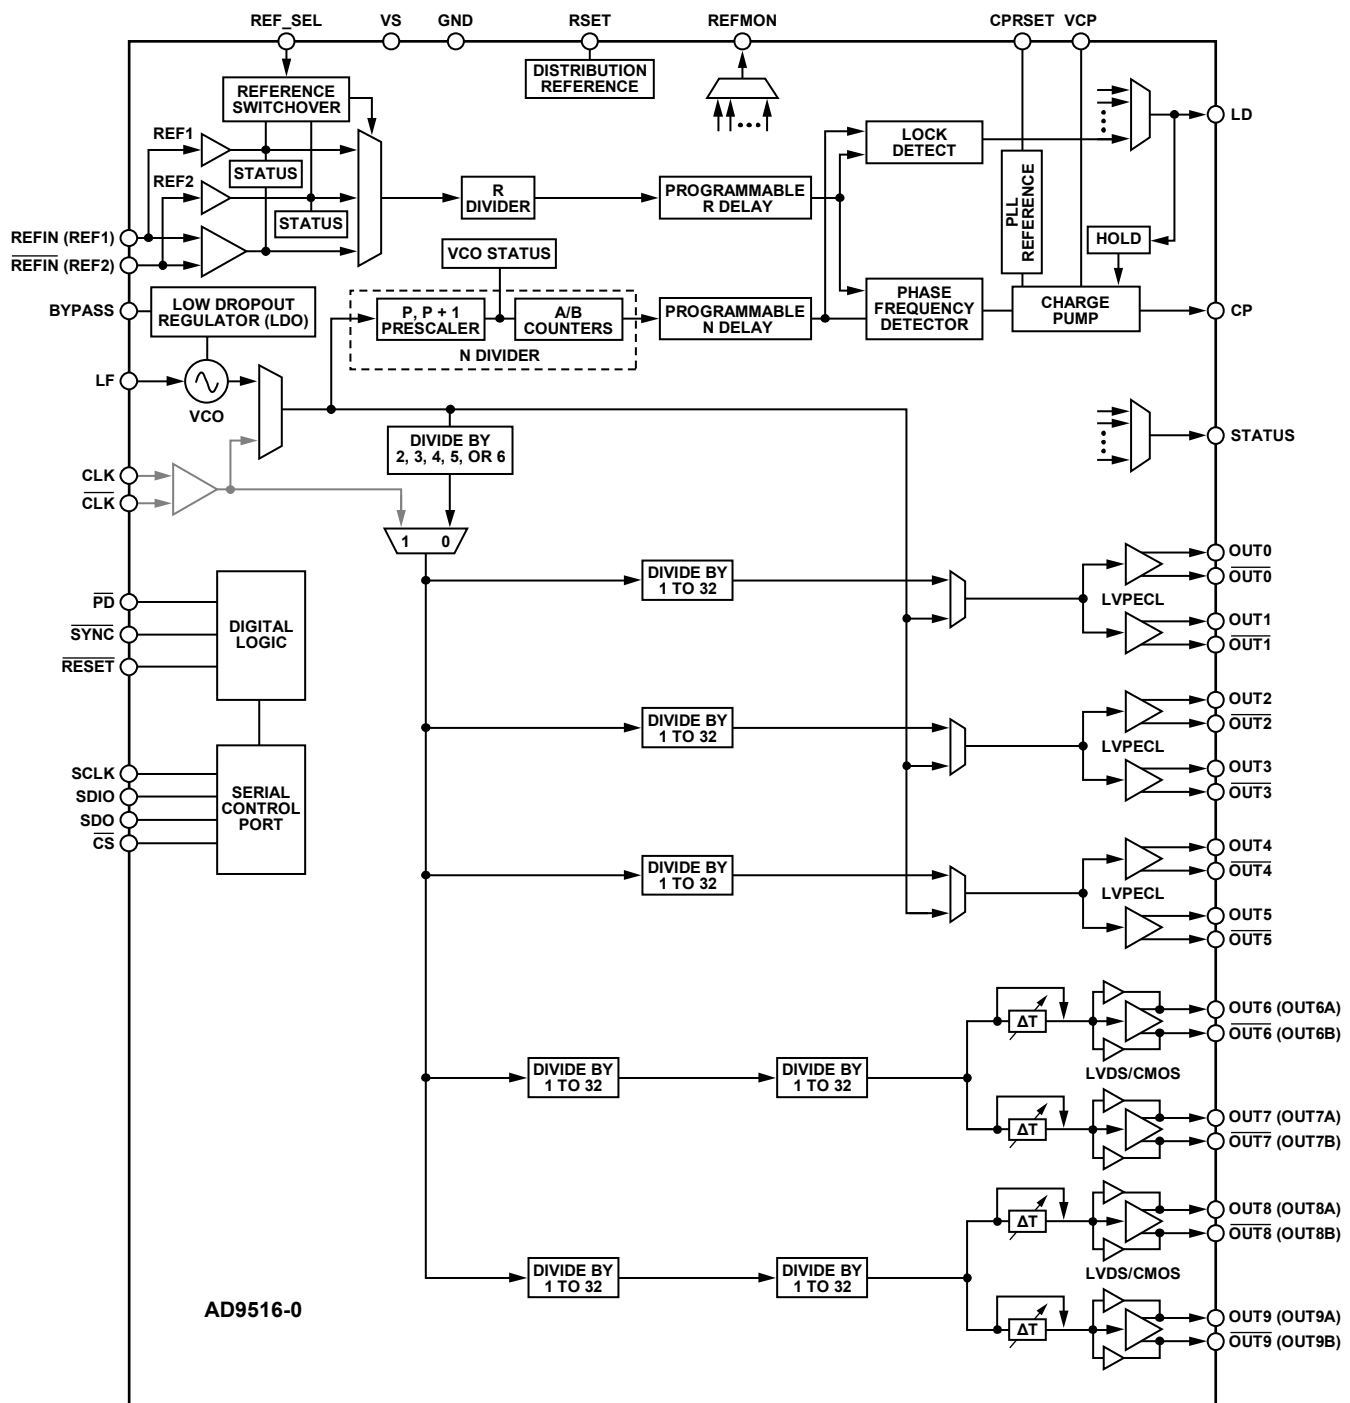 REF_SEL
VS
GND
RSET
REFMON
CPRSET
VCP
DISTRIBUTION
REFERENCE
REFERENCE
SWITCHOVER
REF1
STATUS
REF2
STATUS
REFIN (REF1)
REFIN (REF2)
BYPASS
LOW DROPOUT
REGULATOR (LDO)
LF
VCO
CLK
CLK
R
DIVIDER
PROGRAMMABLE
R DELAY
LOCK
DETECT
PLL
REFERENCE
LD
HOLD
VCO STATUS
P, P + 1
PRESCALER
A/B
COUNTERS
N DIVIDER
PROGRAMMABLE
N DELAY
PHASE
FREQUENCY
DETECTOR
CHARGE
PUMP
CP
STATUS
DIVIDE BY
2, 3, 4, 5, OR 6
1 0
PD
SYNC
RESET
DIGITAL
LOGIC
SCLK
SDIO
SDO
CS
SERIAL
CONTROL
PORT
DIVIDE BY
1 TO 32
LVPECL
OUT0
OUT0
OUT1
OUT1
DIVIDE BY
1 TO 32
LVPECL
OUT2
OUT2
OUT3
OUT3
DIVIDE BY
1 TO 32
LVPECL
OUT4
OUT4
OUT5
OUT5
DIVIDE BY
1 TO 32
DIVIDE BY
1 TO 32
ΔT
ΔT
LVDS/CMOS
OUT6 (OUT6A)
OUT6 (OUT6B)
OUT7 (OUT7A)
OUT7 (OUT7B)
DIVIDE BY
1 TO 32
DIVIDE BY
1 TO 32
ΔT
ΔT
LVDS/CMOS
OUT8 (OUT8A)
OUT8 (OUT8B)
OUT9 (OUT9A)
OUT9 (OUT9B)
AD9516-0